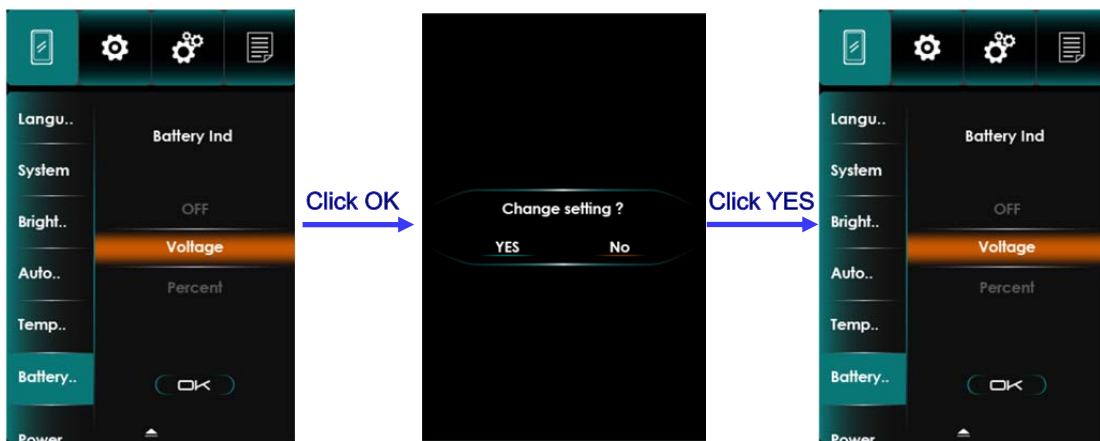 Langu..
System
Bright..
Auto..
Temp..
Battery..
Power
Battery Ind
OFF
Voltage
Percent
OK
Click OK
Change setting ?
YES No
Click YES
Langu..
System
Bright..
Auto..
Temp..
Battery..
Power
Battery Ind
OFF
Voltage
Percent
OK